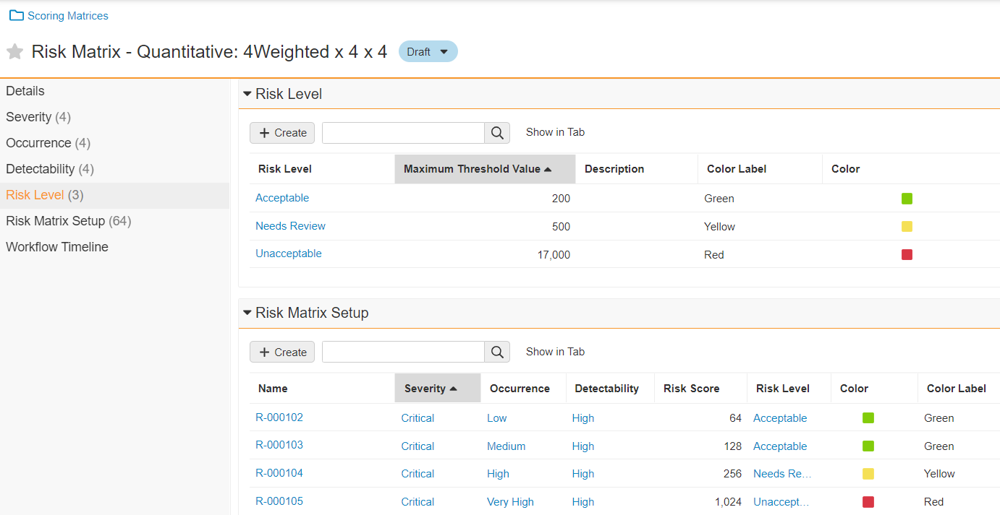 Scoring Matrices
Risk Matrix - Quantitative: 4Weighted x 4 x 4 Draft
Details
Severity (4)
Occurrence (4)
Detectability (4)
Risk Level (3)
Risk Matrix Setup (64)
Workflow Timeline
Risk Level
Create Show in Tab
Risk Level Maximum Threshold Value Description Color Label Color
Acceptable 200 Green
Needs Review 500 Yellow
Unacceptable 17,000 Red
Risk Matrix Setup
Create Show in Tab
Name Severity Occurrence Detectability Risk Score Risk Level Color Color Label
R-000102 Critical Low High 64 Acceptable Green
R-000103 Critical Medium High 128 Acceptable Green
R-000104 Critical High High 256 Needs Re... Yellow
R-000105 Critical Very High High 1,024 Unaccept... Red